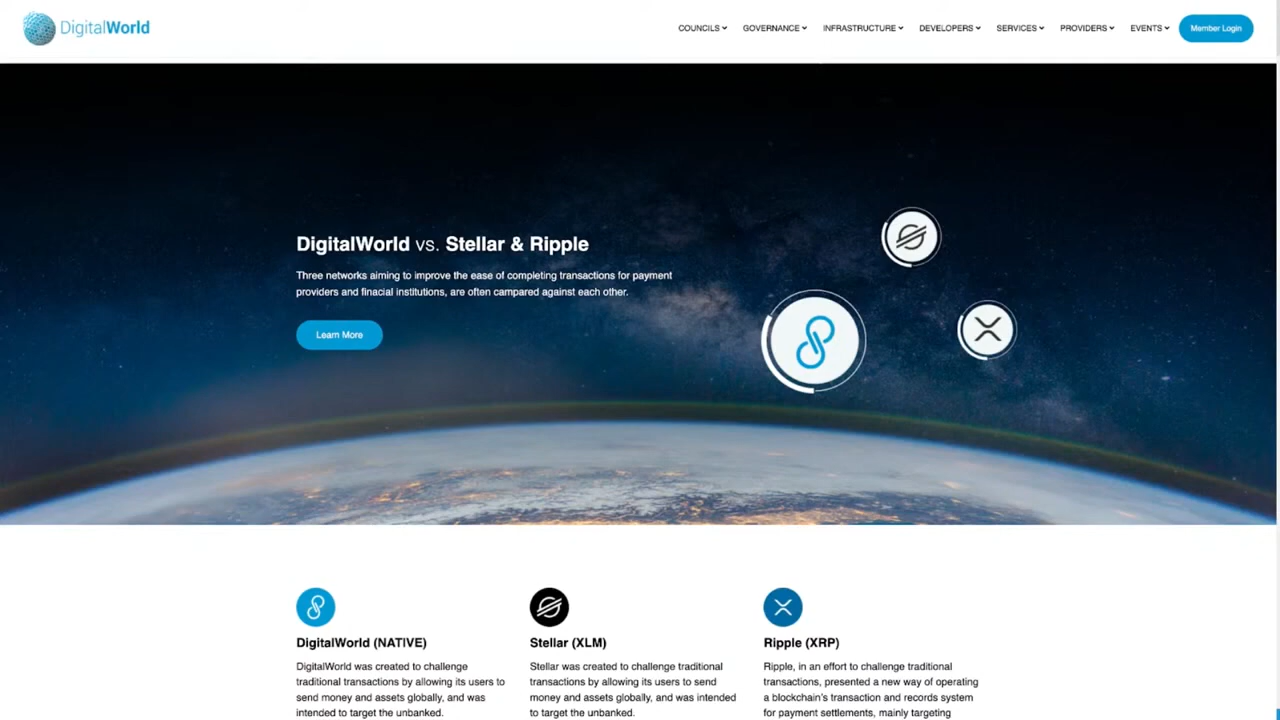 DigitalWorld
COUNCILS
GOVERNANCE
INFRASTRUCTURE
DEVELOPERS
SERVICES
PROVIDERS
EVENTS
Member Login
DigitalWorld vs. Stellar & Ripple
Three networks aiming to improve the ease of completing transactions for payment
providers and finacial institutions, are often campared against each other.
Learn More
DigitalWorld (NATIVE)
DigitalWorld was created to challenge
traditional transactions by allowing its users to
send money and assets globally, and was
intended to target the unbanked.
Stellar (XLM)
Stellar was created to challenge traditional
transactions by allowing its users to send
money and assets globally, and was intended
to target the unbanked.
Ripple (XRP)
Ripple, in an effort to challenge traditional
transactions, presented a new way of operating
a blockchain's transaction and records system
for payment settlements, mainly targeting